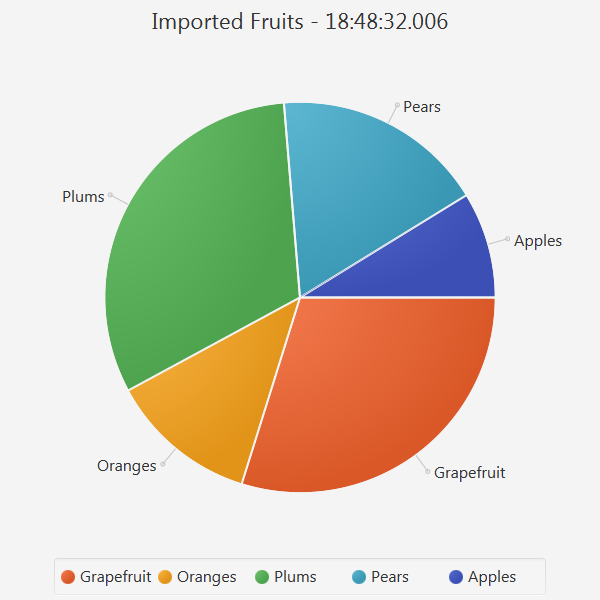 Imported Fruits - 18:48:32.006
Pears
Plums
Apples
Oranges
Grapefruit
Grapefruit Oranges Plums Pears Apples